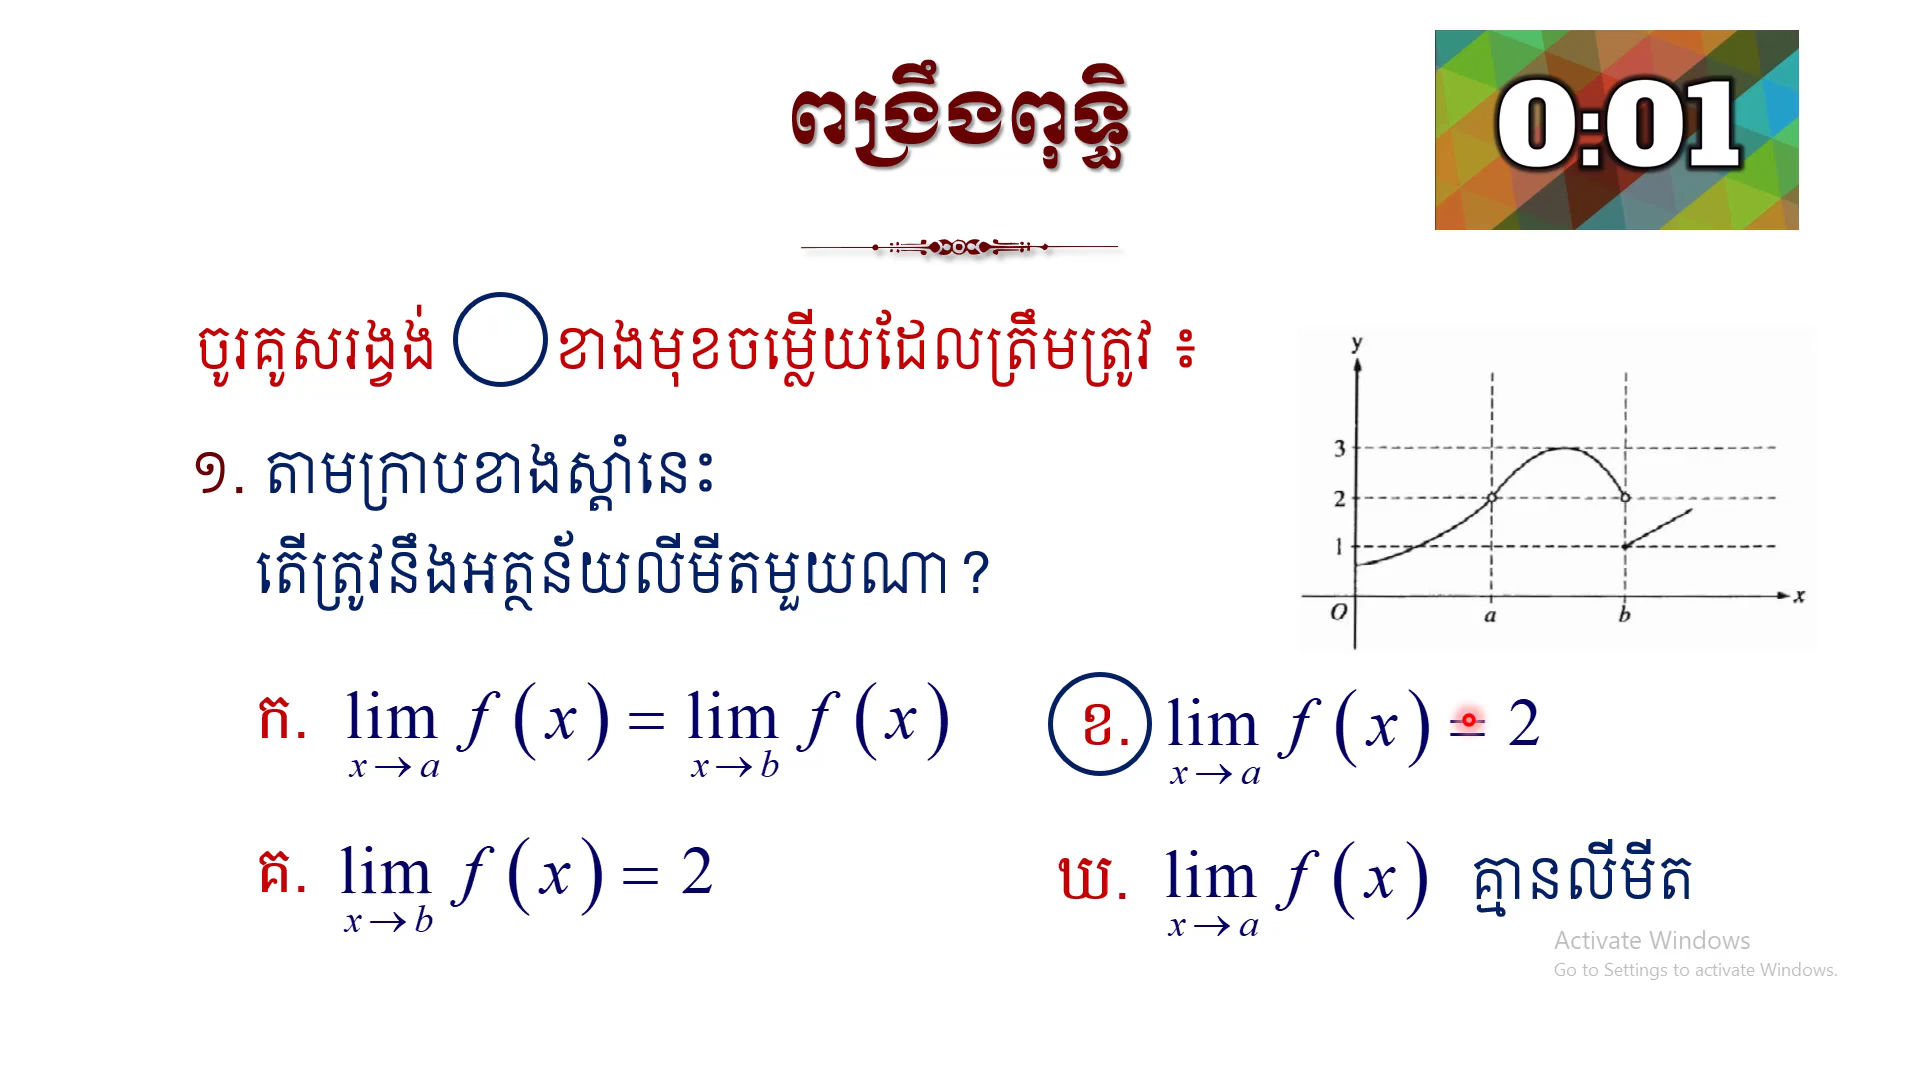 ពង្រឹងពុទ្ធិ
0:01
ចូរគូសរង្វង់ ខាងមុខចម្លើយដែលត្រឹមត្រូវ ៖
១. តាមក្រាបខាងស្ដាំនេះ
តើត្រូវនឹងអត្ថន័យលីមីតមួយណា ?
y
3
2
1
O a b x
ក. lim x→a f(x) = lim x→b f(x)
ខ. lim x→a f(x) = 2
គ. lim x→b f(x) = 2
ឃ. lim x→a f(x) គ្មានលីមីត
Activate Windows
Go to Settings to activate Windows.